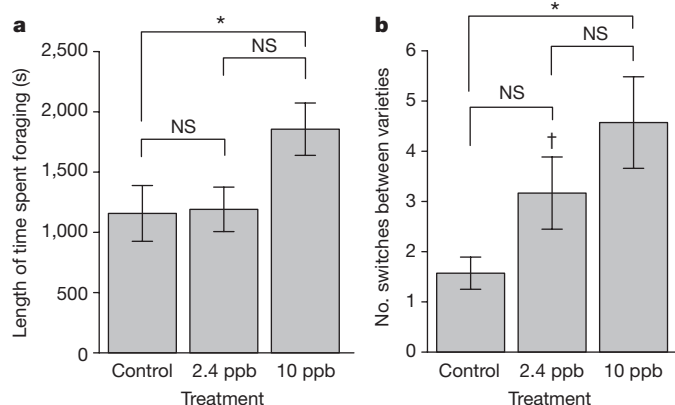 a
*
NS
NS
Length of time spent foraging (s)
2,500
2,000
1,500
1,000
500
0
Control 2.4 ppb 10 ppb
Treatment
b
*
NS
NS
†
No. switches between varieties
6
5
4
3
2
1
0
Control 2.4 ppb 10 ppb
Treatment